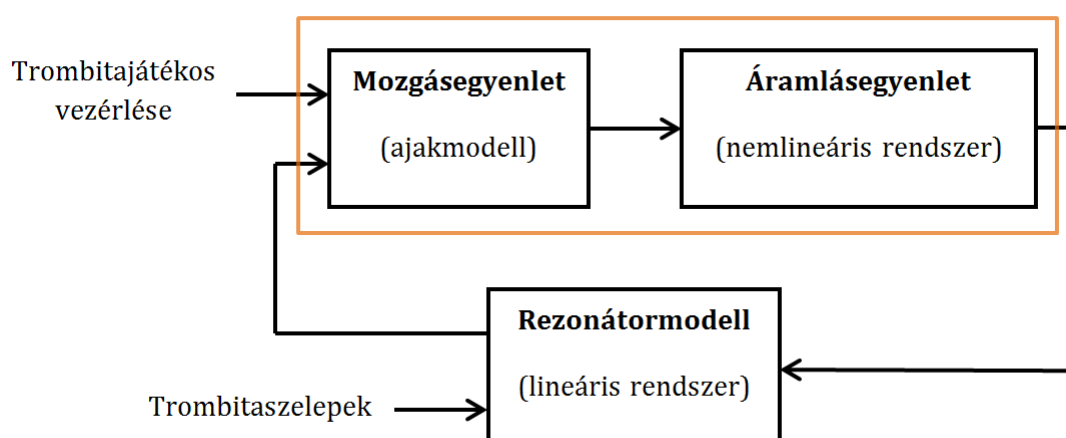 Trombitajátékos
vezérlése
Mozgásegyenlet
(ajakmodell)
Áramlásegyenlet
(nemlineáris rendszer)
Rezonátormodell
(lineáris rendszer)
Trombitaszelepek